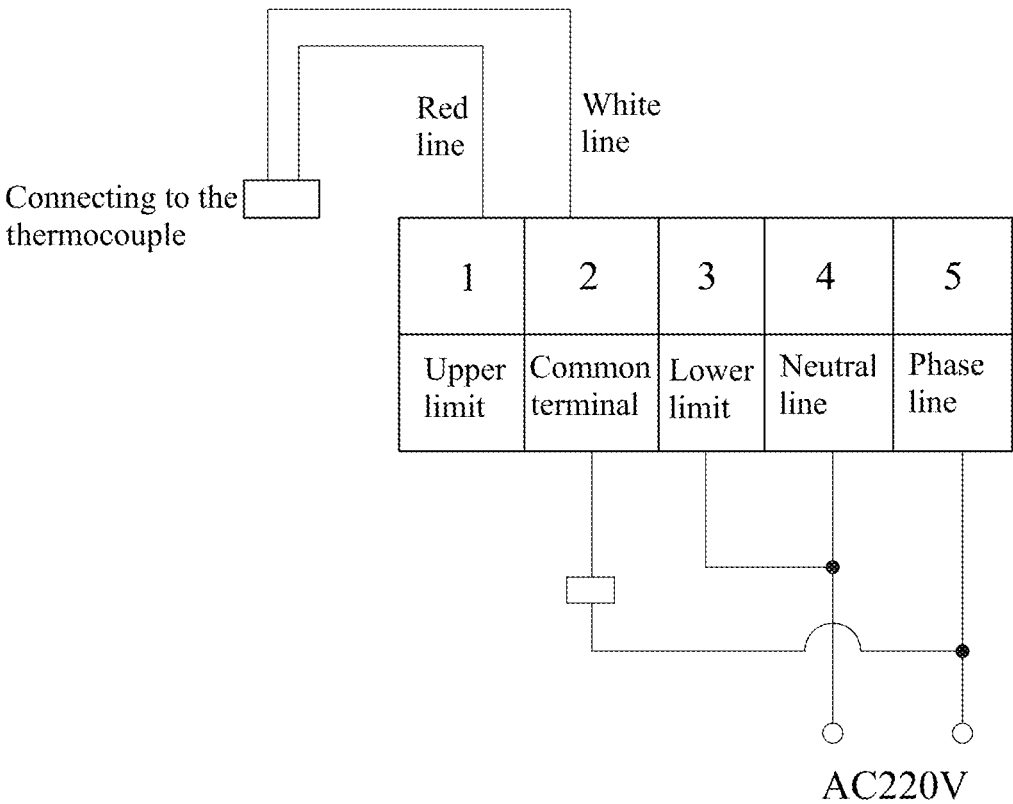 Red
line
White
line
Connecting to the
thermocouple
1
2
3
4
5
Upper
limit
Common
terminal
Lower
limit
Neutral
line
Phase
line
AC220V